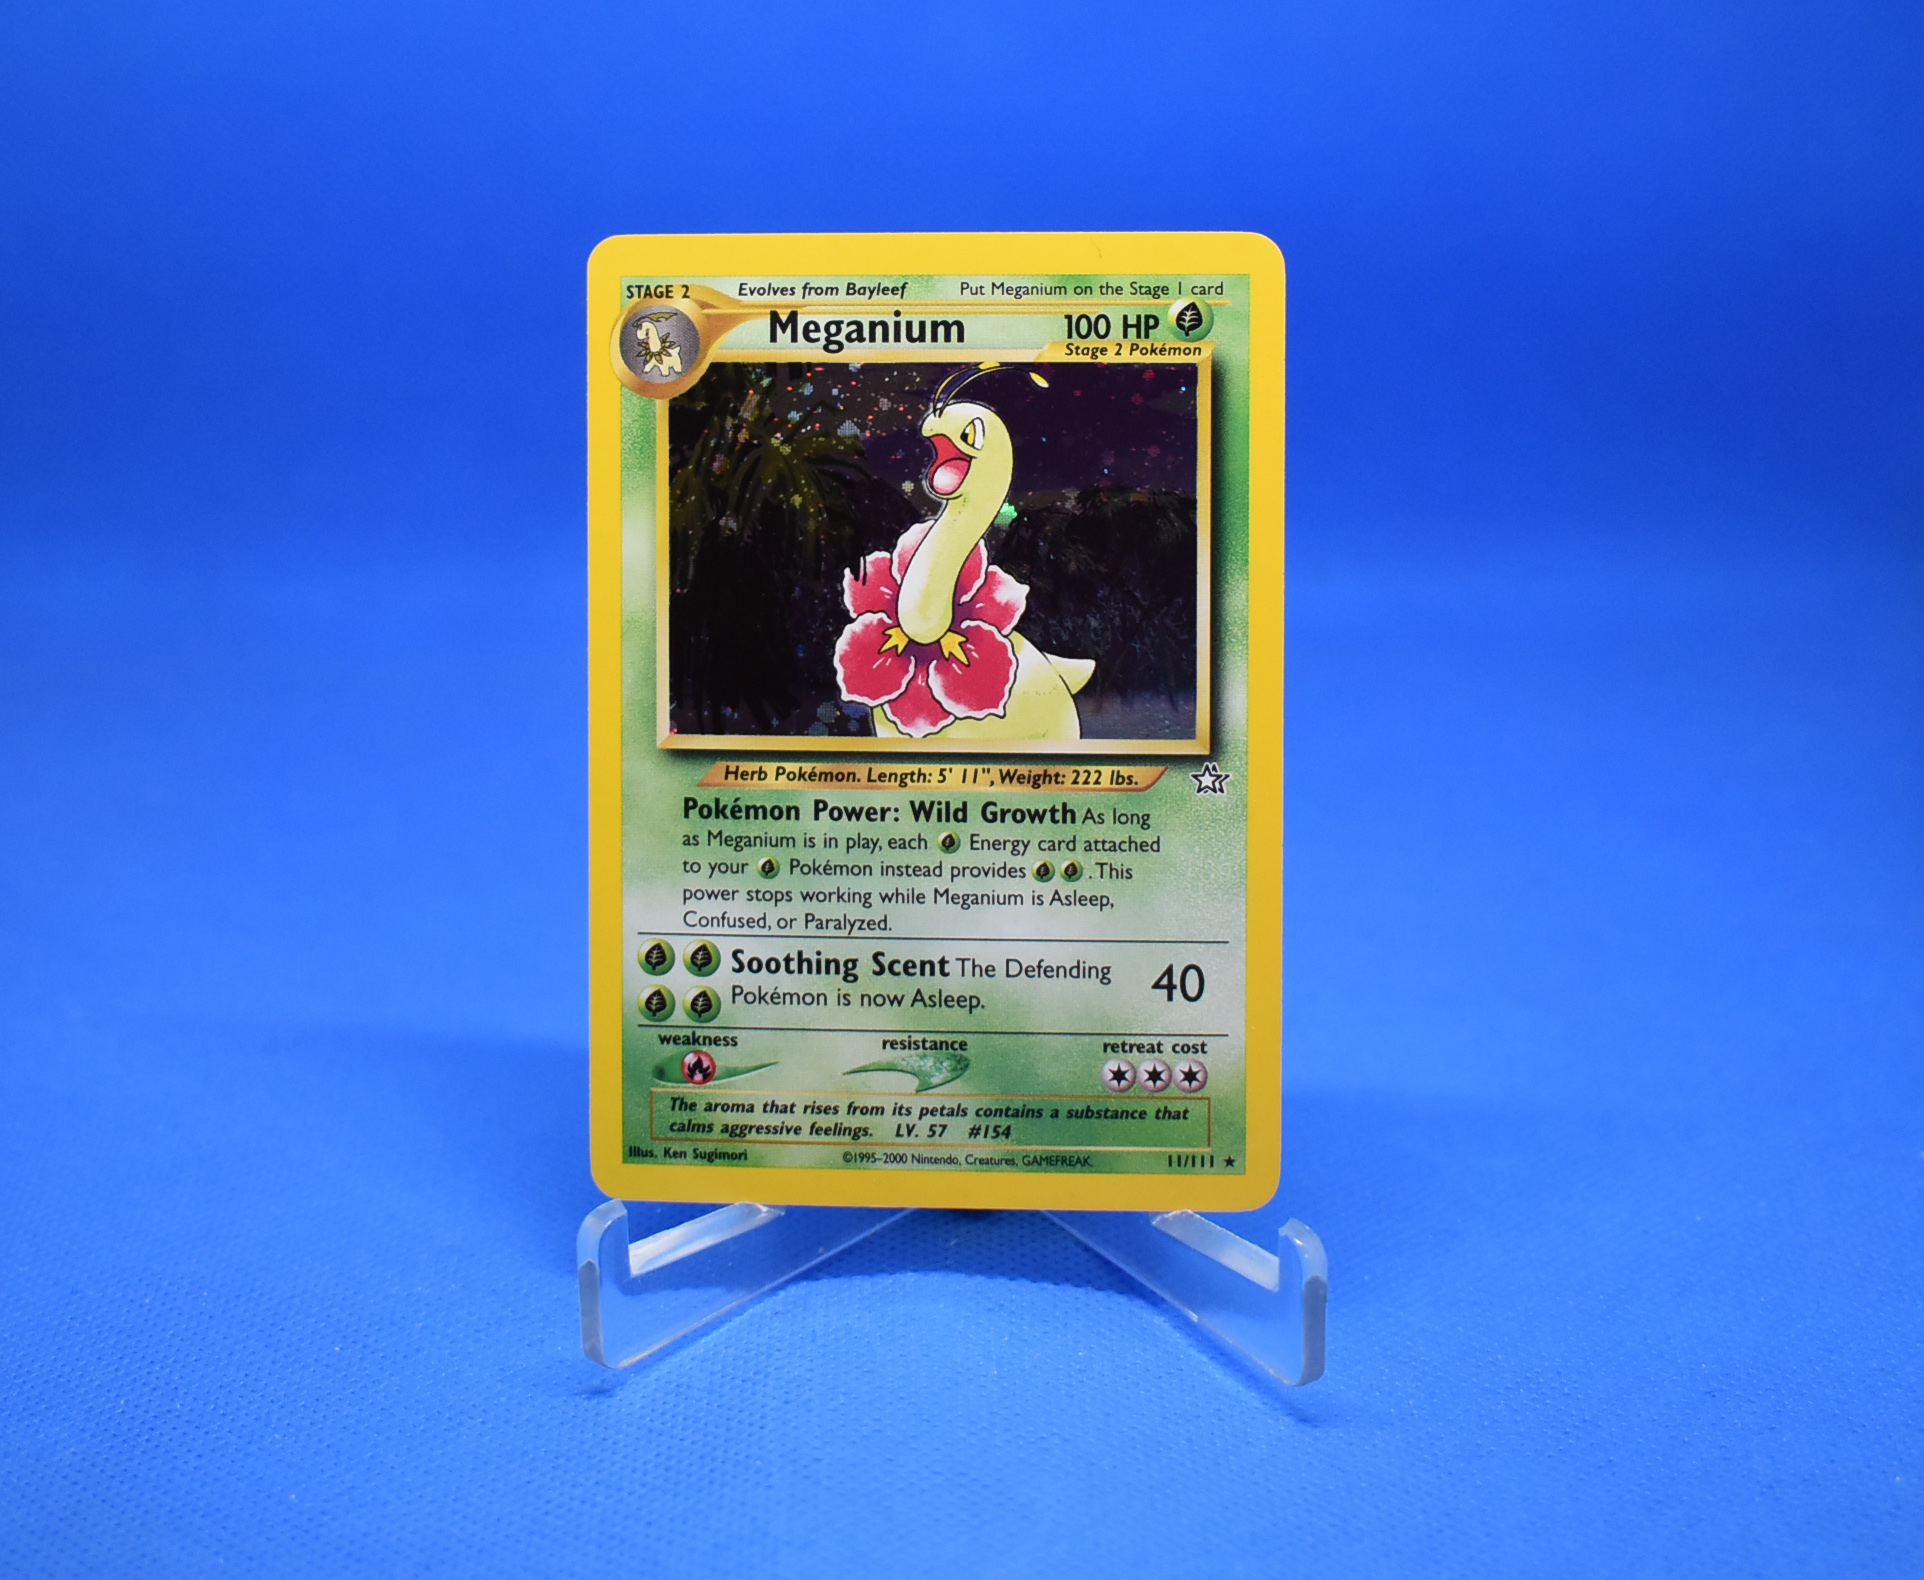 STAGE 2 Evolves from Bayleef Put Meganium on the Stage 1 card
Meganium 100 HP
Stage 2 Pokémon
Herb Pokémon. Length: 5' 11", Weight: 222 lbs.
Pokémon Power: Wild Growth As long
as Meganium is in play, each Energy card attached
to your Pokémon instead provides . This
power stops working while Meganium is Asleep,
Confused, or Paralyzed.
Soothing Scent The Defending 40
Pokémon is now Asleep.
weakness resistance retreat cost
The aroma that rises from its petals contains a substance that
calms aggressive feelings. LV. 57 #154
Illus. Ken Sugimori ©1995-2000 Nintendo, Creatures, GAMEFREAK. 11/111 ★